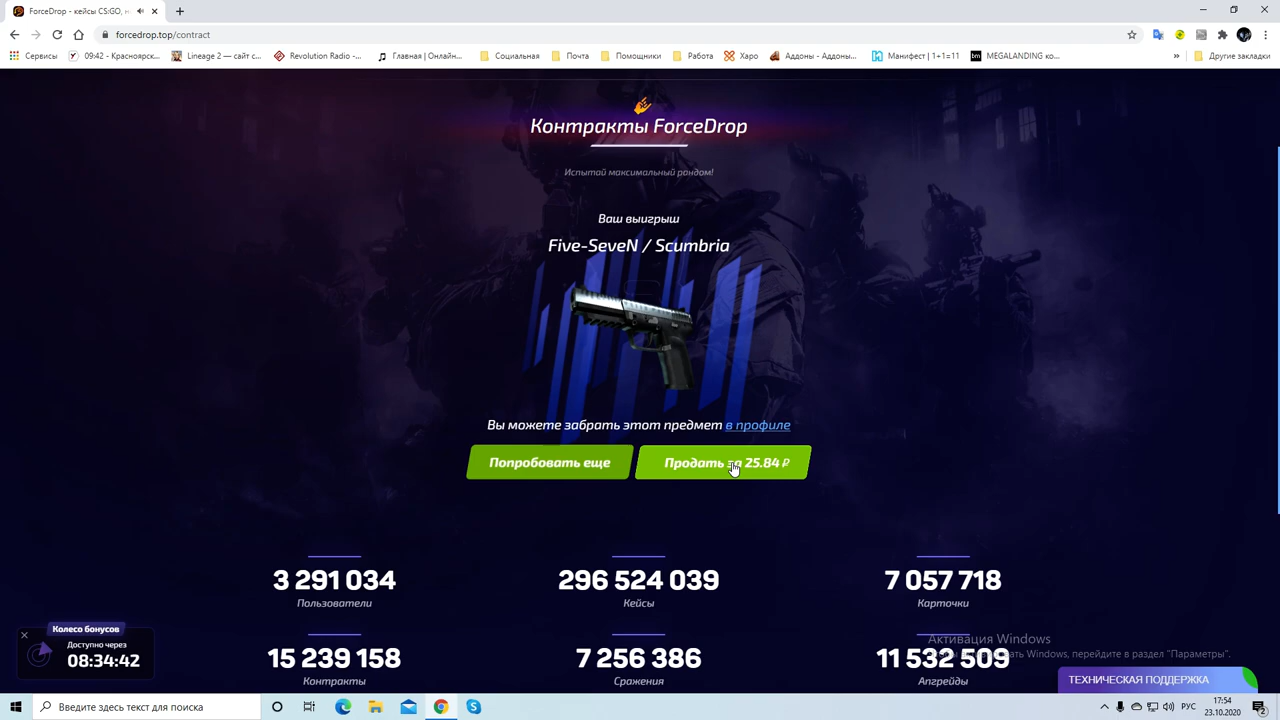 ForceDrop - кейсы CS:GO, н
forcedrop.top/contract
Сервисы
09:42 - Красноярск...
Lineage 2 — сайт с...
Revolution Radio -...
Главная | Онлайн...
Социальная
Почта
Помощники
Работа
Харо
Аддоны – Аддоны...
Манифест | 1+1=11
MEGALANDING ко...
»
Другие закладки
Контракты ForceDrop
Испытай максимальный рандом!
Ваш выигрыш
Five-SeveN / Scumbria
Вы можете забрать этот предмет в профиле
Попробовать еще
Продать за 25.84 ₽
3 291 034
Пользователи
296 524 039
Кейсы
7 057 718
Карточки
15 239 158
Контракты
7 256 386
Сражения
11 532 509
Апгрейды
Колесо бонусов
Доступно через
08:34:42
Активация Windows
Windows, перейдите в раздел "Параметры".
ТЕХНИЧЕСКАЯ ПОДДЕРЖКА
Введите здесь текст для поиска
РУС
17:54
23.10.2020
2